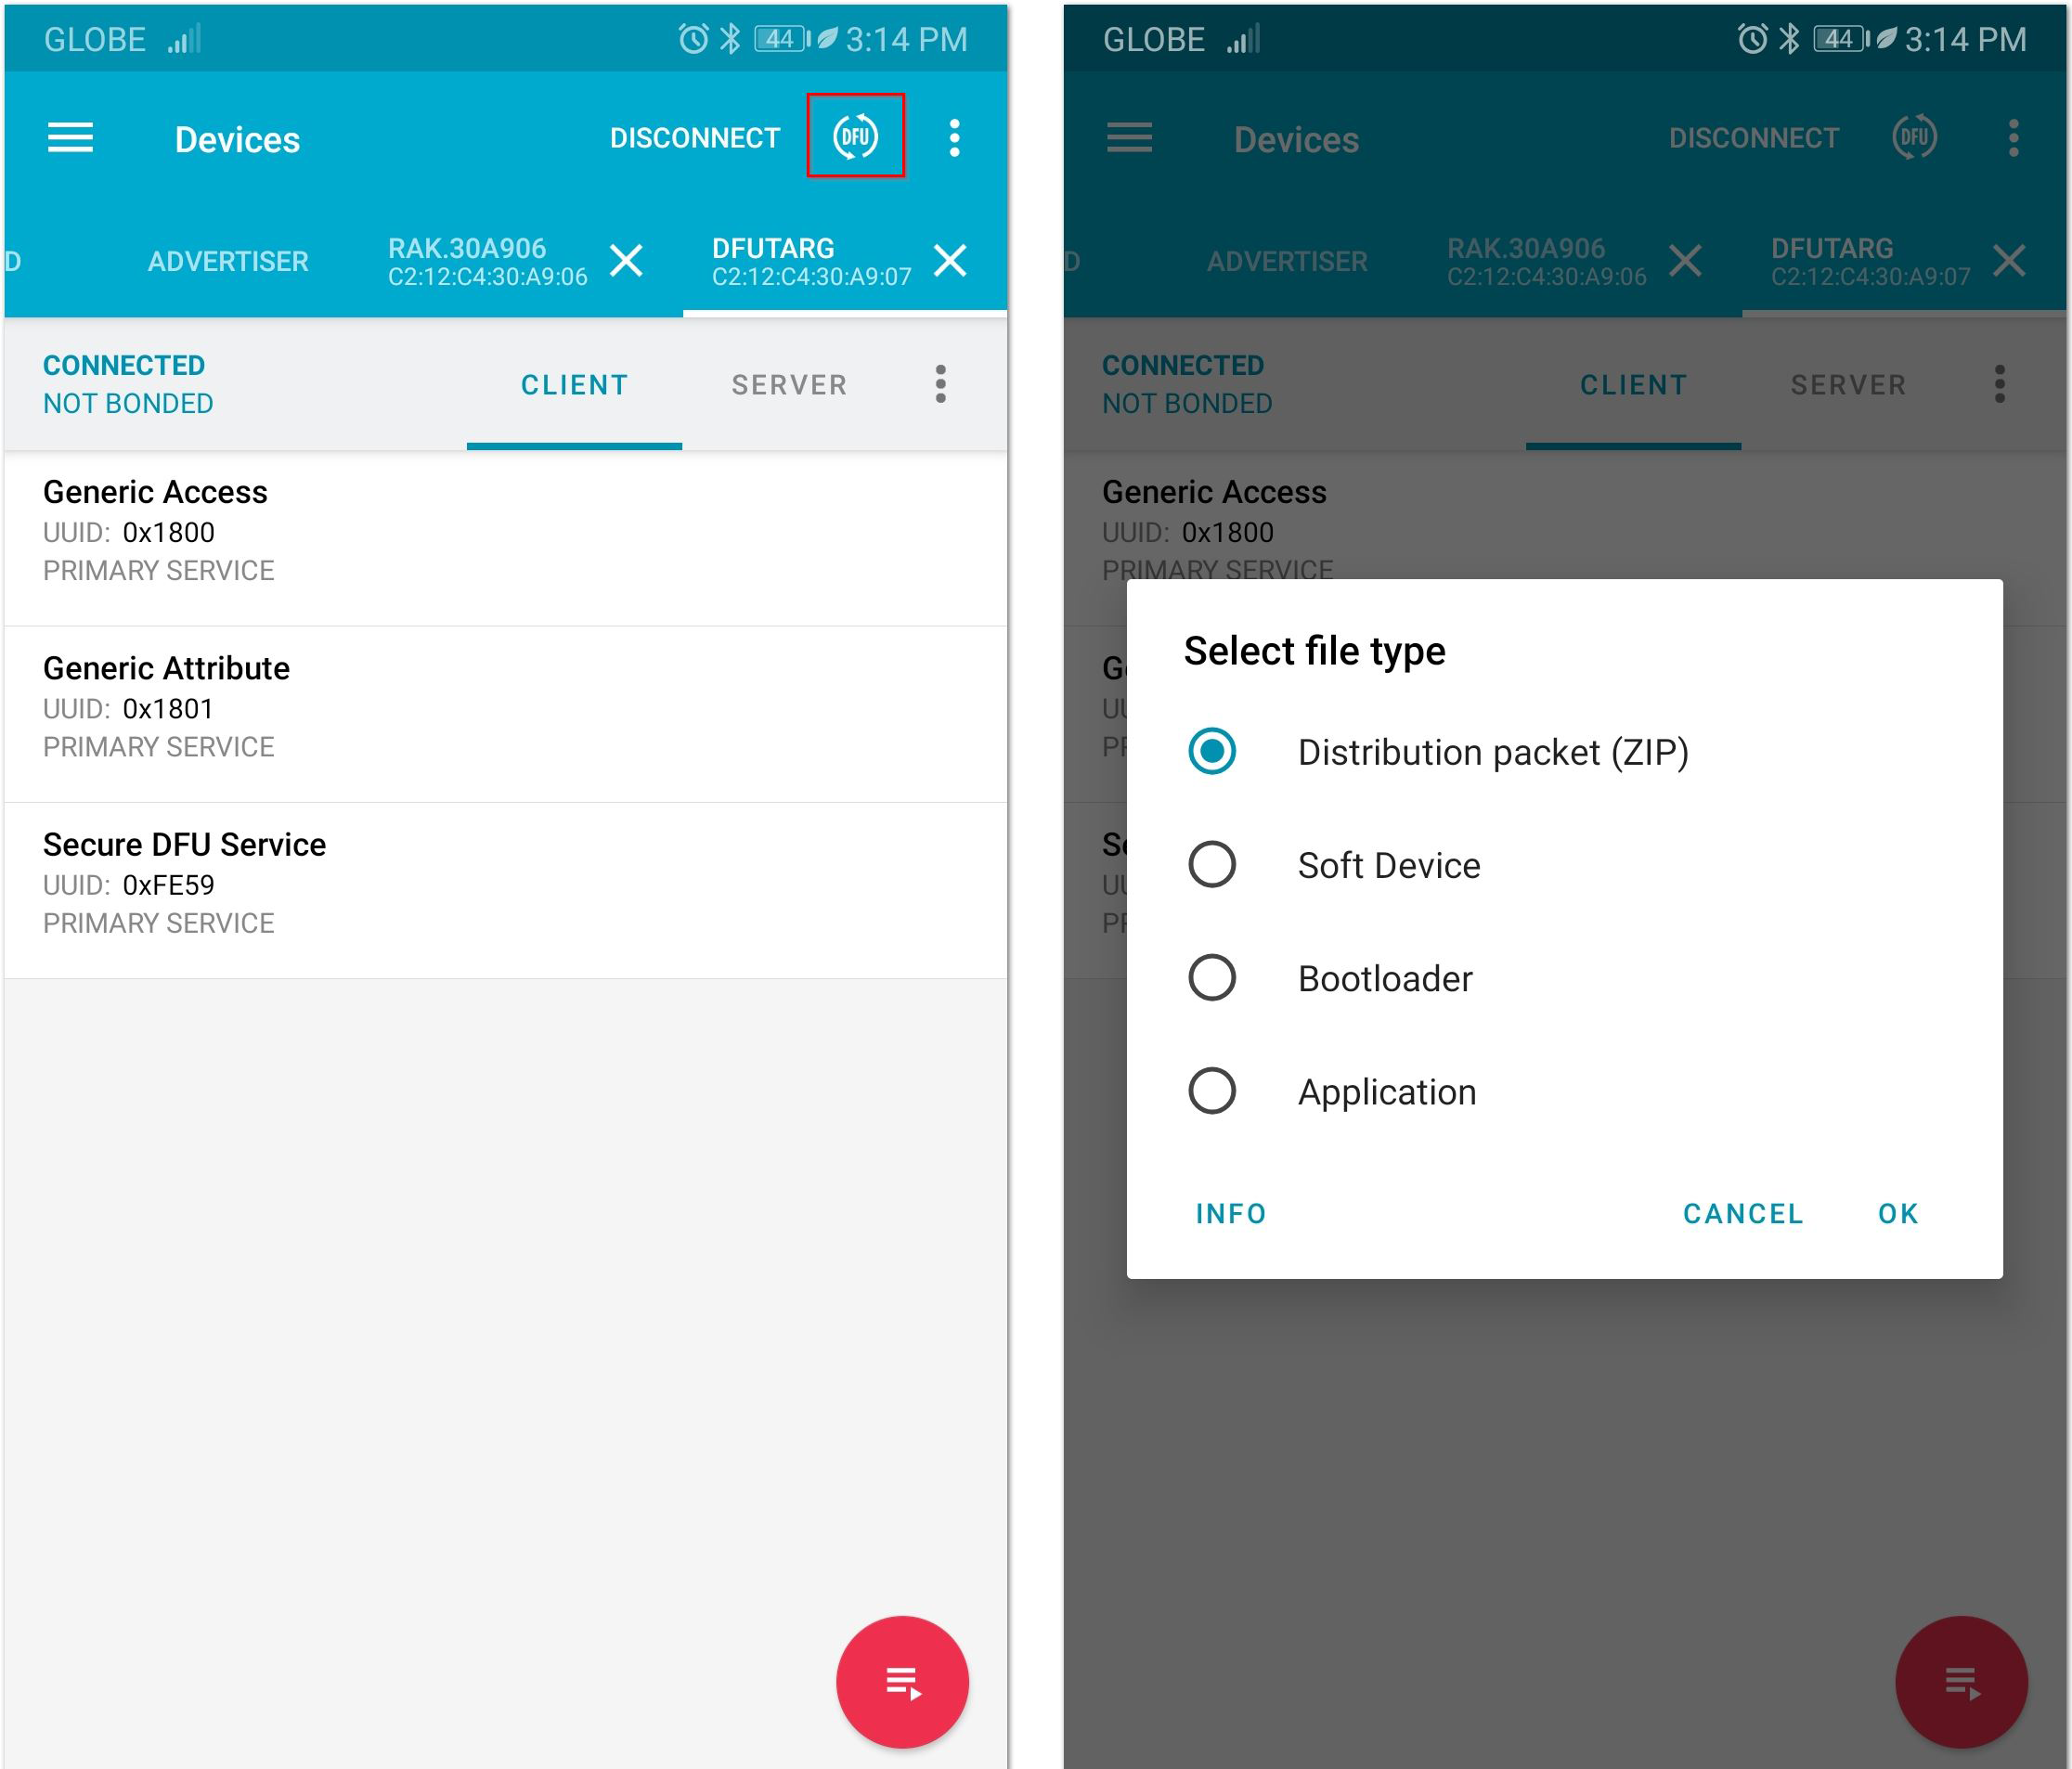 GLOBE 44 3:14 PM
Devices DISCONNECT DFU
D ADVERTISER RAK.30A906 DFUTARG
C2:12:C4:30:A9:06 C2:12:C4:30:A9:07
CONNECTED
NOT BONDED
CLIENT SERVER
Generic Access
UUID: 0x1800
PRIMARY SERVICE
Generic Attribute
UUID: 0x1801
PRIMARY SERVICE
Secure DFU Service
UUID: 0xFE59
PRIMARY SERVICE
GLOBE 44 3:14 PM
Devices DISCONNECT DFU
D ADVERTISER RAK.30A906 DFUTARG
C2:12:C4:30:A9:06 C2:12:C4:30:A9:07
CONNECTED
NOT BONDED
CLIENT SERVER
Generic Access
UUID: 0x1800
PRIMARY SERVICE
Select file type
Distribution packet (ZIP)
Soft Device
Bootloader
Application
INFO CANCEL OK